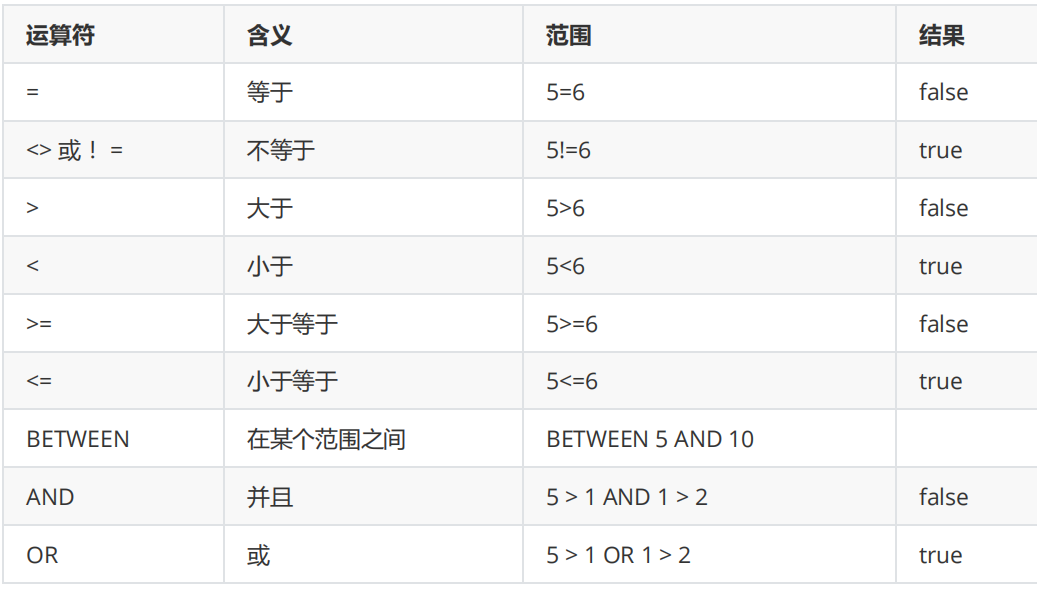 运算符 含义 范围 结果
= 等于 5=6 false
<> 或！= 不等于 5!=6 true
> 大于 5>6 false
< 小于 5<6 true
>= 大于等于 5>=6 false
<= 小于等于 5<=6 true
BETWEEN 在某个范围之间 BETWEEN 5 AND 10
AND 并且 5 > 1 AND 1 > 2 false
OR 或 5 > 1 OR 1 > 2 true